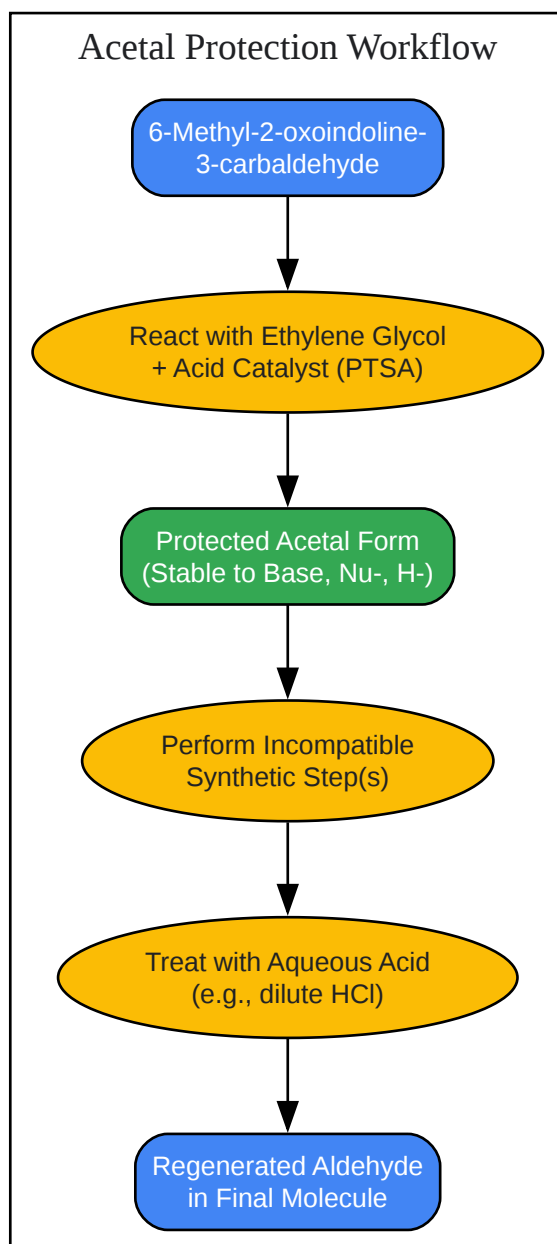 Acetal Protection Workflow
6-Methyl-2-oxoindoline-
3-carbaldehyde
React with Ethylene Glycol
+ Acid Catalyst (PTSA)
Protected Acetal Form
(Stable to Base, Nu-, H-)
Perform Incompatible
Synthetic Step(s)
Treat with Aqueous Acid
(e.g., dilute HCl)
Regenerated Aldehyde
in Final Molecule